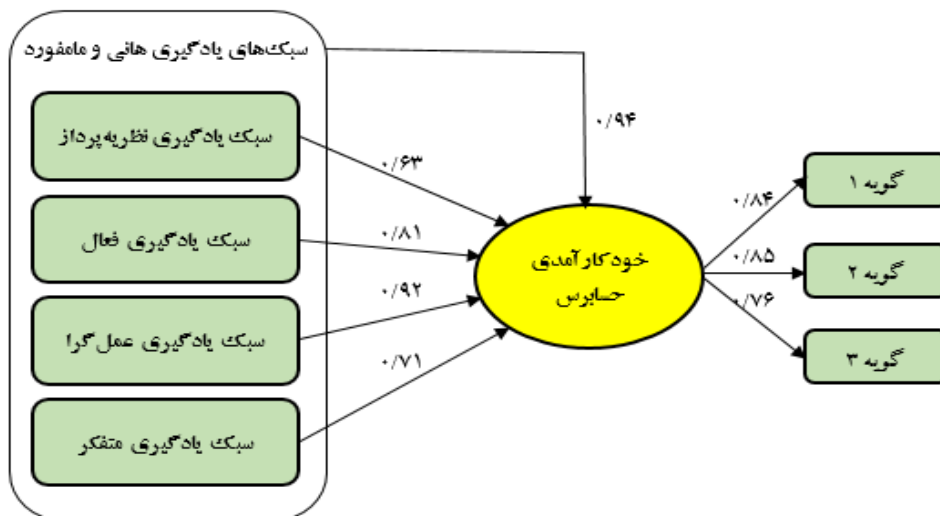 سبک‌های یادگیری هانی و مامفورد
سبک یادگیری نظریه‌پرداز
سبک یادگیری فعال
سبک یادگیری عمل‌گرا
سبک یادگیری متفکر
۰/۹۴
۰/۶۳
۰/۸۱
۰/۹۲
۰/۷۱
خودکارآمدی
حسابرس
۰/۸۴
۰/۸۵
۰/۷۶
گویه ۱
گویه ۲
گویه ۳